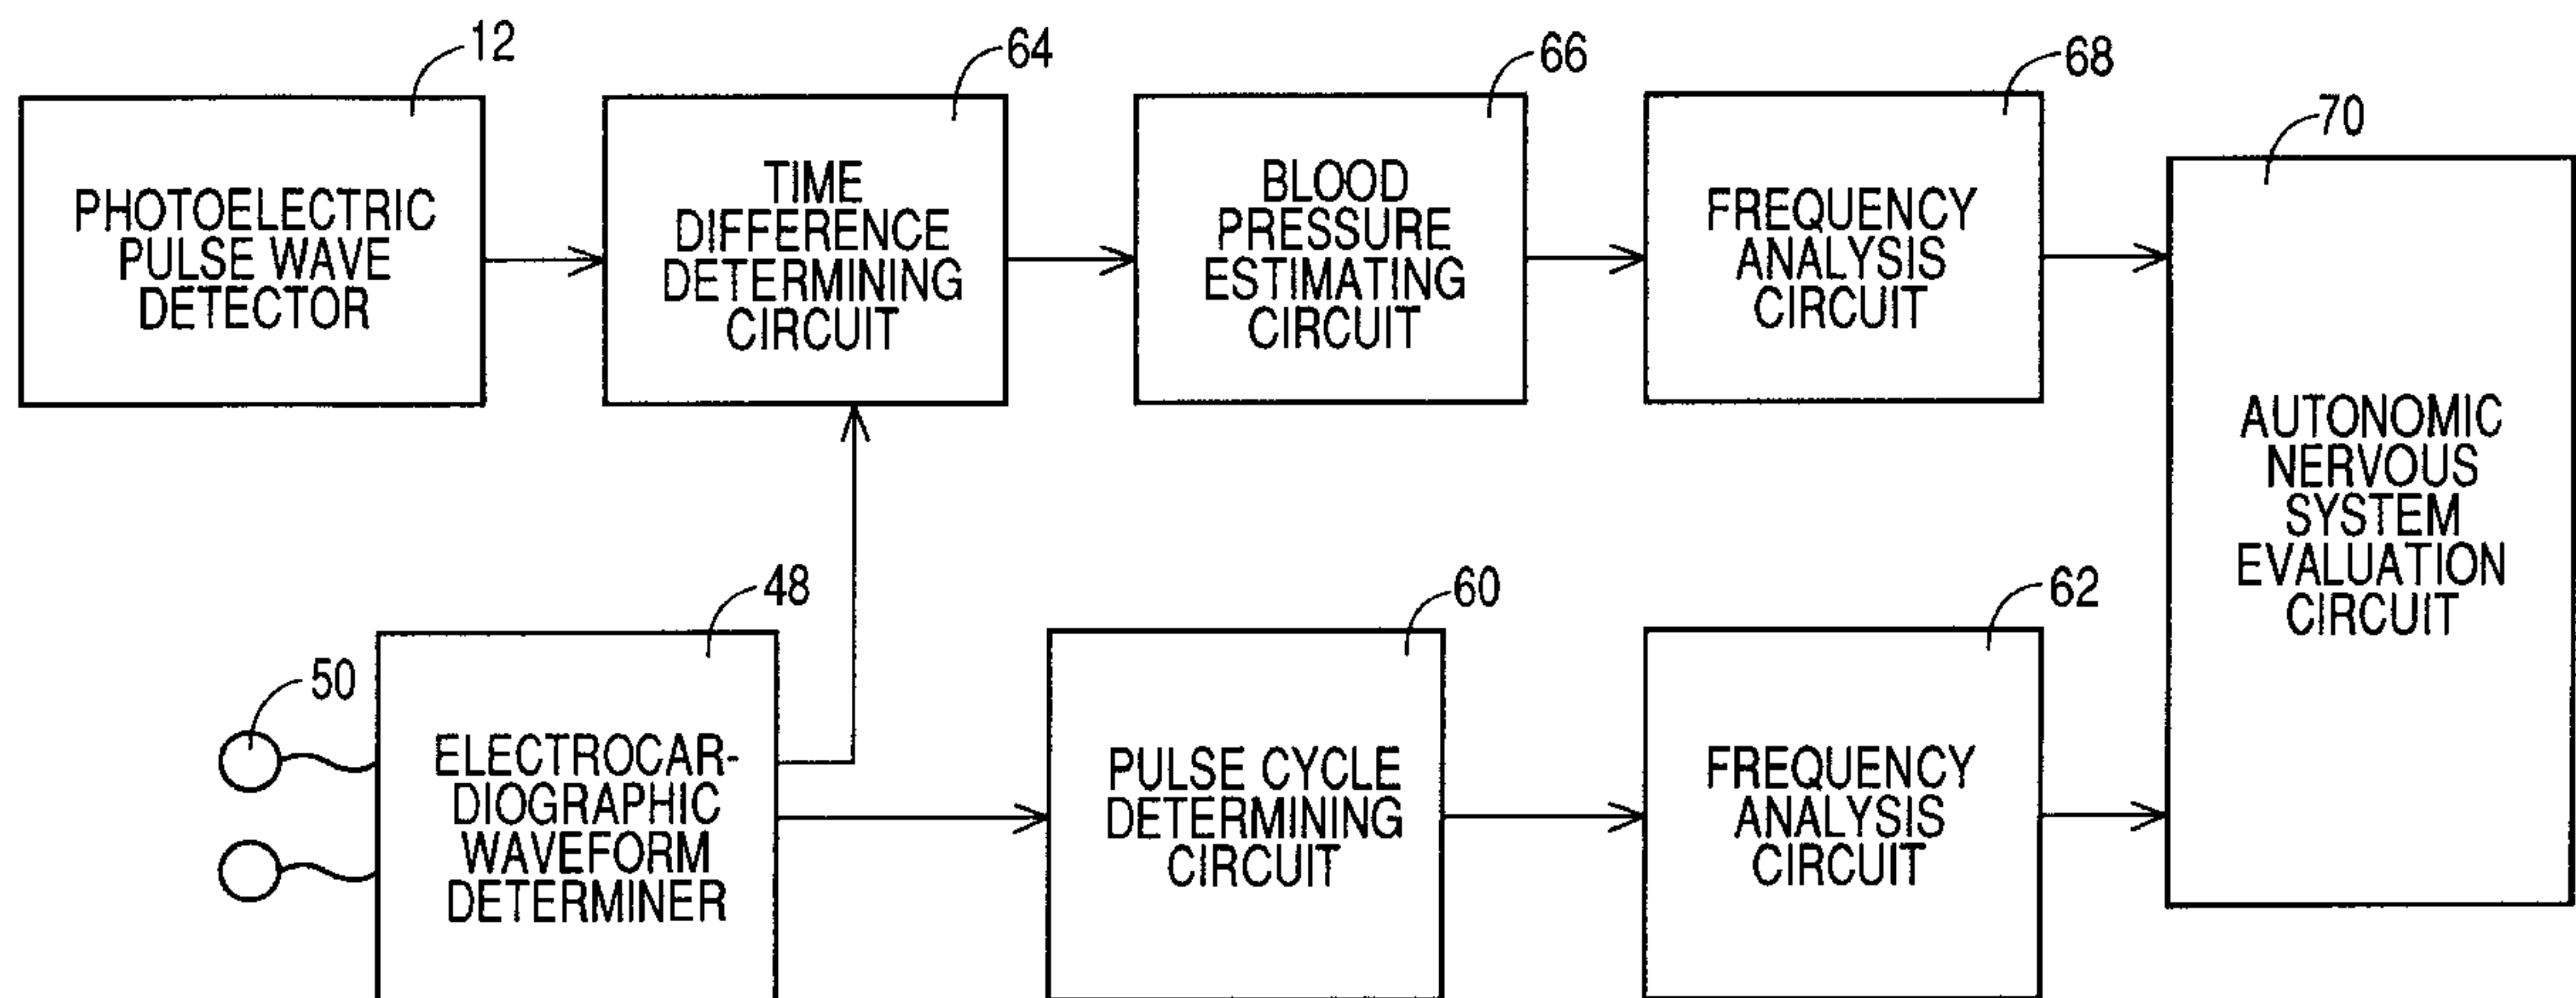 12
64
66
68
70
PHOTOELECTRIC
PULSE WAVE
DETECTOR
TIME
DIFFERENCE
DETERMINING
CIRCUIT
BLOOD
PRESSURE
ESTIMATING
CIRCUIT
FREQUENCY
ANALYSIS
CIRCUIT
AUTONOMIC
NERVOUS
SYSTEM
EVALUATION
CIRCUIT
48
60
62
50
ELECTROCAR-
DIOGRAPHIC
WAVEFORM
DETERMINER
PULSE CYCLE
DETERMINING
CIRCUIT
FREQUENCY
ANALYSIS
CIRCUIT